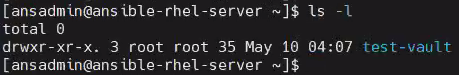 [ansadmin@ansible-rhel-server ~]$ ls -l
total 0
drwxr-xr-x. 3 root root 35 May 10 04:07 test-vault
[ansadmin@ansible-rhel-server ~]$